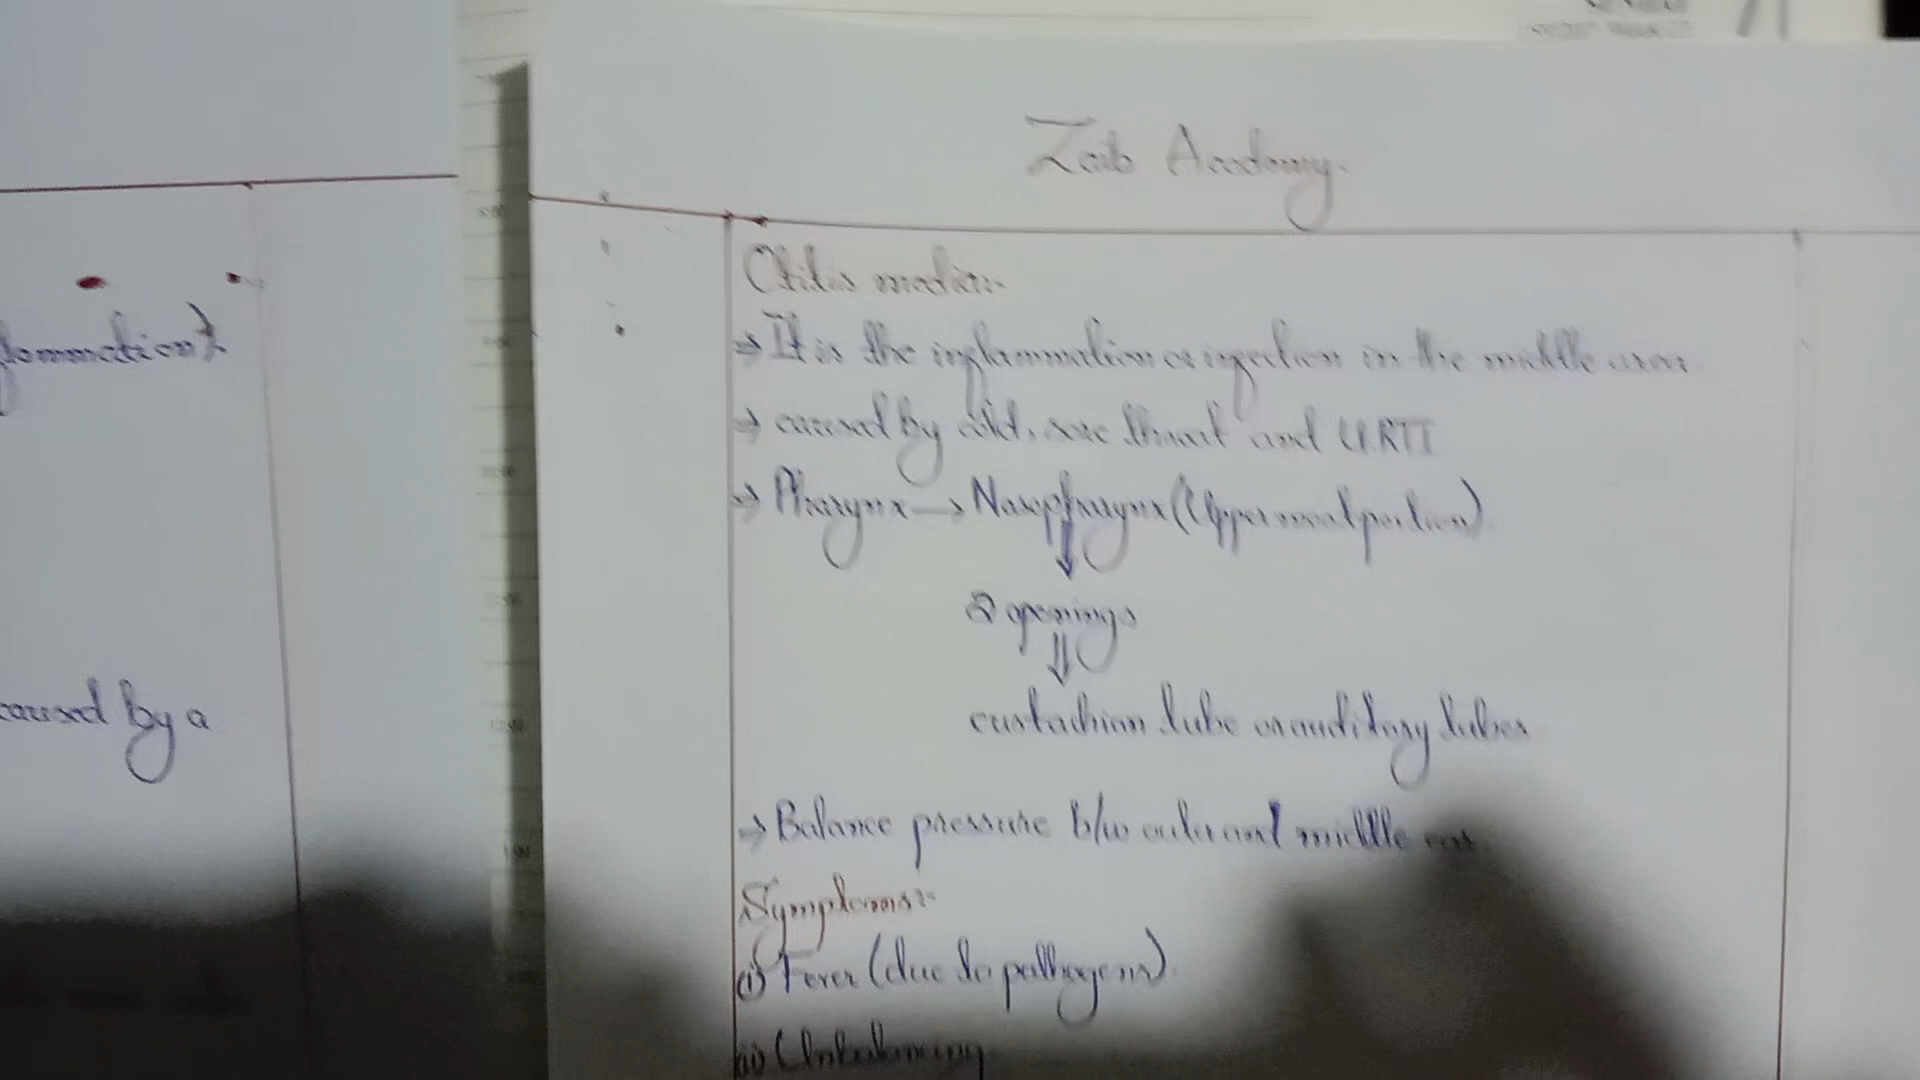 flammation).
caused by a
Zaib Academy.
Otitis media:-
⇒ It is the inflammation or infection in the middle area
⇒ caused by cold, sore throat and URTI
⇒ Pharynx → Nasopharynx (Upper most portion)
↓
2 openings
⇓
eustachian tube or auditory tubes
⇒ Balance pressure b/w outer and middle ear
Symptoms:-
(i) Fever (due to pathogens).
(ii) Unbalancing